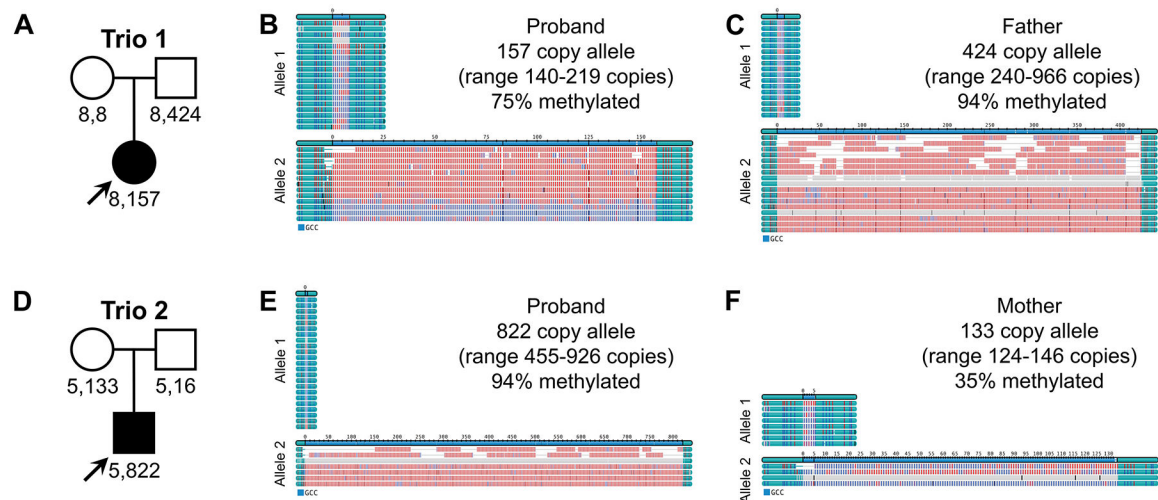 A
Trio 1
8,8
8,424
8,157
B
Proband
157 copy allele
(range 140-219 copies)
75% methylated
Allele 1
0
0 25 50 75 100 125 150
Allele 2
GCC
C
Father
424 copy allele
(range 240-966 copies)
94% methylated
Allele 1
0
0 50 100 150 200 250 300 350 400
Allele 2
GCC
D
Trio 2
5,133
5,16
5,822
E
Proband
822 copy allele
(range 455-926 copies)
94% methylated
Allele 1
0
0 50 100 150 200 250 300 350 400 450 500 550 600 650 700 750 800
Allele 2
GCC
F
Mother
133 copy allele
(range 124-146 copies)
35% methylated
Allele 1
0 5
0 5 10 15 20 25 30 35 40 45 50 55 60 65 70 75 80 85 90 95 100 105 110 115 120 125 130
Allele 2
GCC